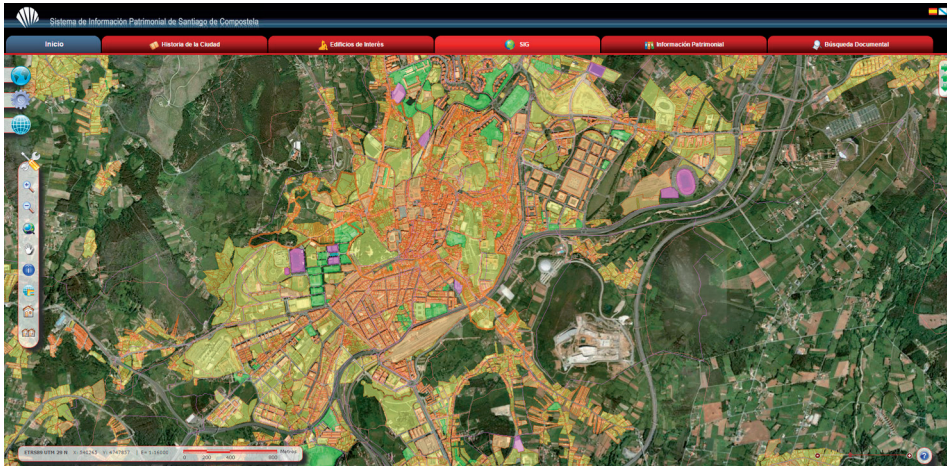 Sistema de Información Patrimonial de Santiago de Compostela
Inicio
Historia de la Ciudad
Edificios de Interés
SIG
Información Patrimonial
Búsqueda Documental
ETRS89 UTM 29 N
Metros
0 200 400 800